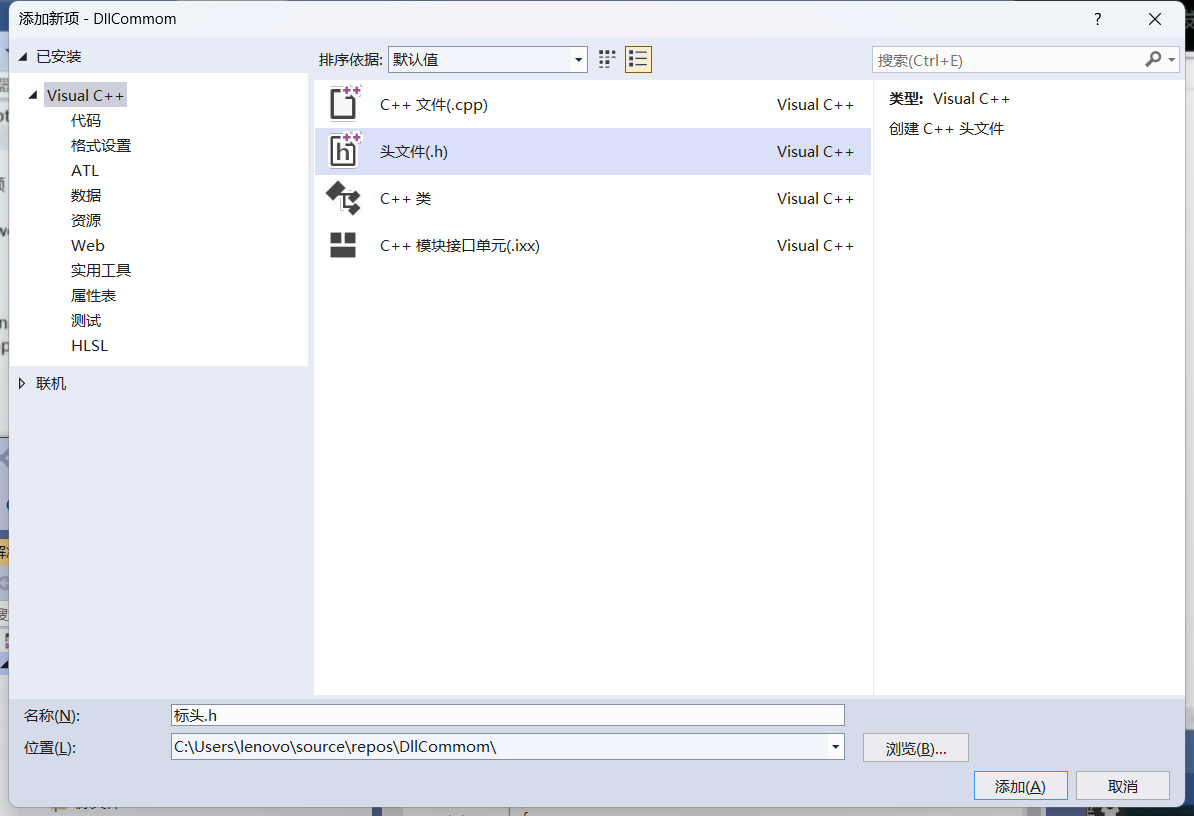 添加新项 - DllCommom
?
已安装
排序依据: 默认值
搜索(Ctrl+E)
Visual C++
代码
格式设置
ATL
数据
资源
Web
实用工具
属性表
测试
HLSL
联机
C++ 文件(.cpp) Visual C++
头文件(.h) Visual C++
C++ 类 Visual C++
C++ 模块接口单元(.ixx) Visual C++
类型: Visual C++
创建 C++ 头文件
名称(N): 标头.h
位置(L): C:\Users\lenovo\source\repos\DllCommom\
浏览(B)...
添加(A) 取消